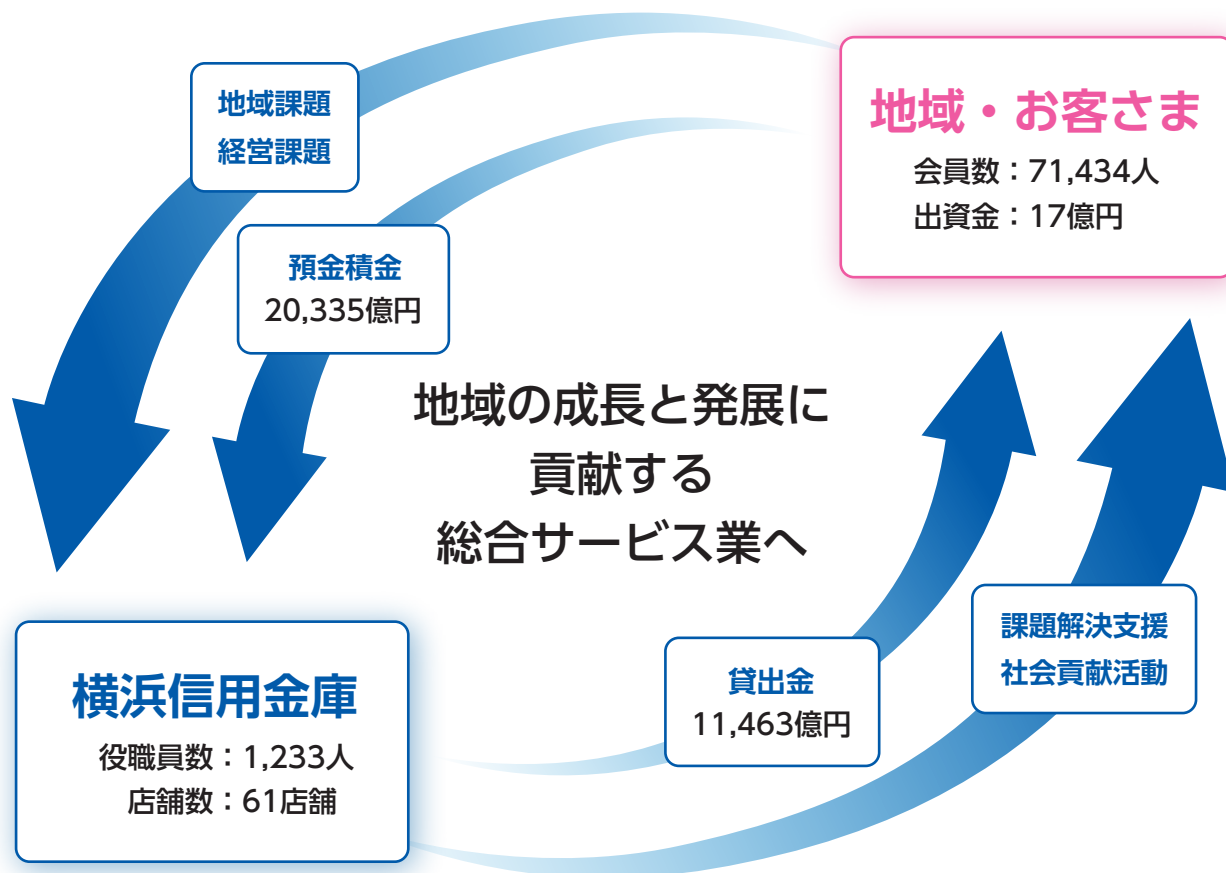 地域課題
経営課題
地域・お客さま
会員数：71,434人
出資金：17億円
預金積金
20,335億円
地域の成長と発展に
貢献する
総合サービス業へ
横浜信用金庫
役職員数：1,233人
店舗数：61店舗
貸出金
11,463億円
課題解決支援
社会貢献活動